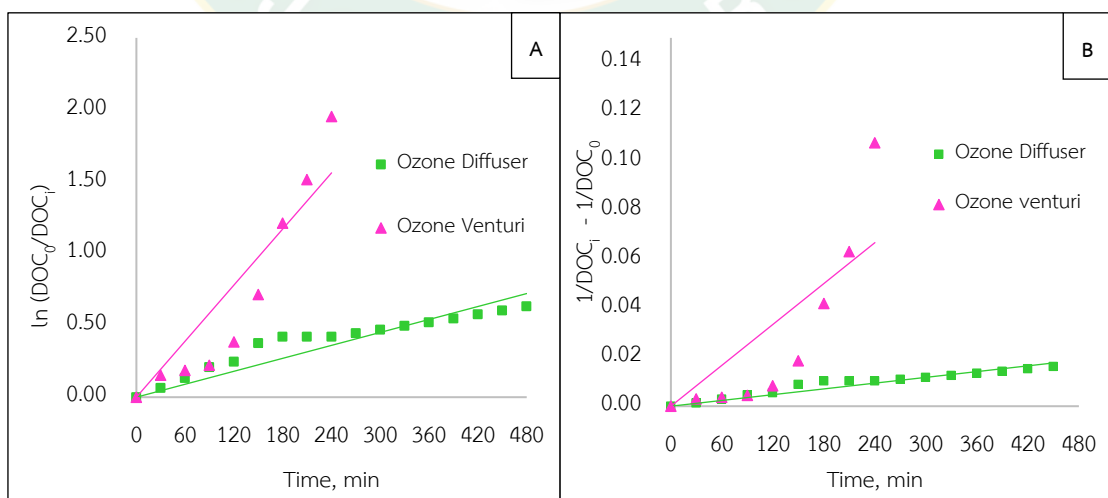 A
2.50
2.00
1.50
1.00
0.50
0.00
ln (DOC₀/DOCᵢ)
Ozone Diffuser
Ozone Venturi
0 60 120 180 240 300 360 420 480
Time, min
B
0.14
0.12
0.10
0.08
0.06
0.04
0.02
0.00
1/DOCᵢ - 1/DOC₀
Ozone Diffuser
Ozone venturi
0 60 120 180 240 300 360 420 480
Time, min